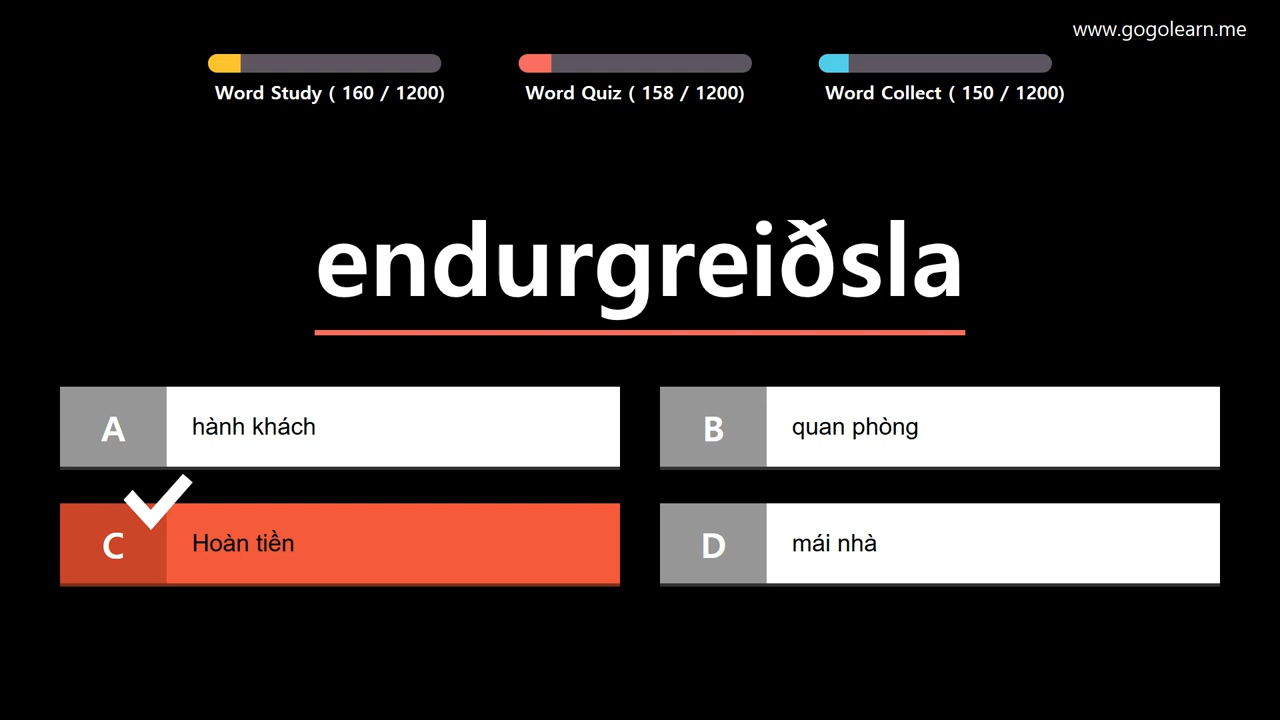 www.gogolearn.me
Word Study ( 160 / 1200)
Word Quiz ( 158 / 1200)
Word Collect ( 150 / 1200)
endurgreiðsla
A hành khách
B quan phòng
C Hoàn tiền
D mái nhà